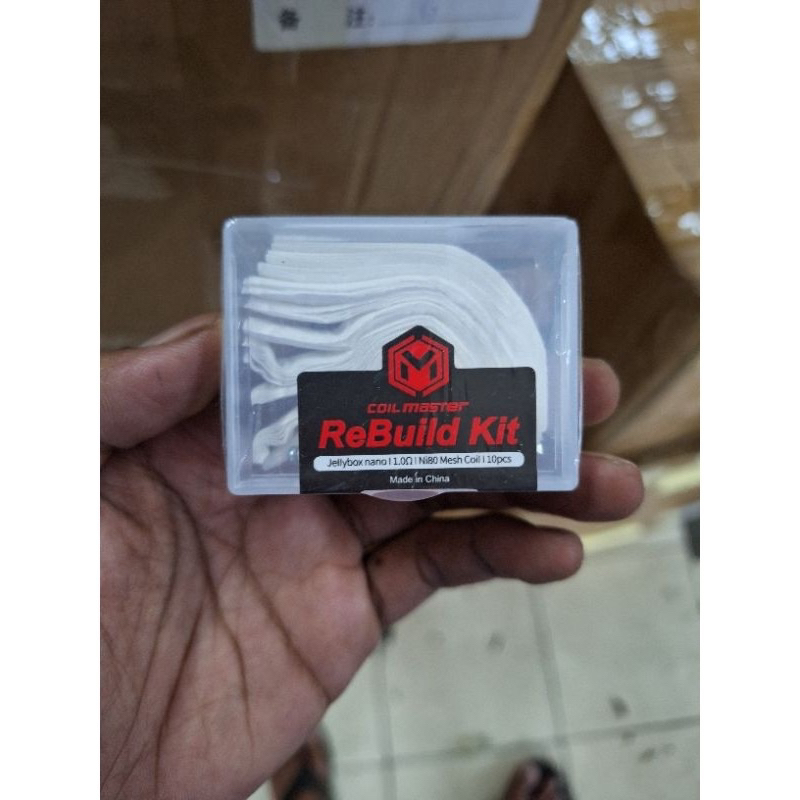 COIL MASTER
ReBuild Kit
Jellybox nano | 1.0Ω | Ni80 Mesh Coil | 10pcs
Made in China